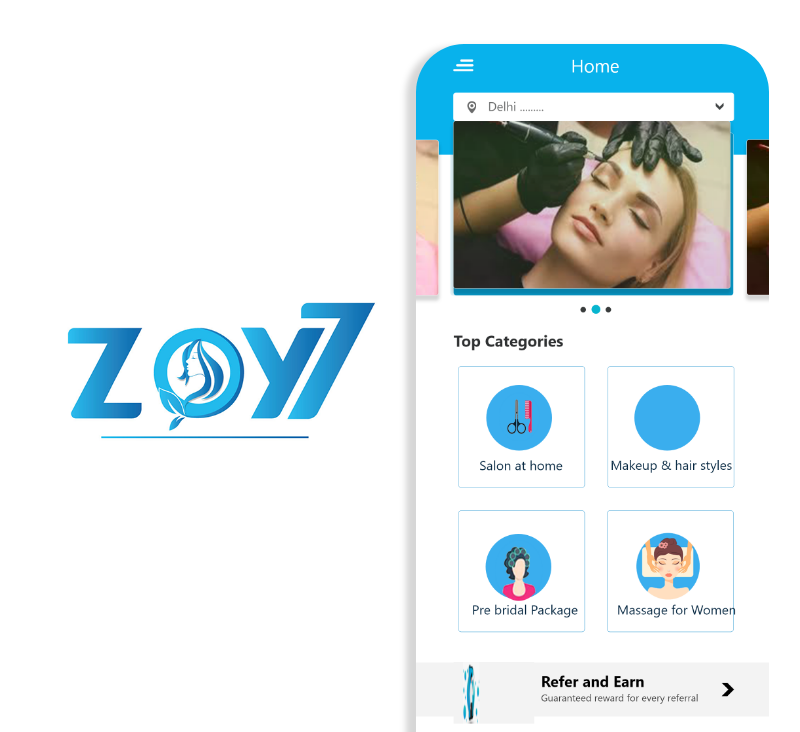 ZOY7
Home
Delhi .........
Top Categories
Salon at home
Makeup & hair styles
Pre bridal Package
Massage for Women
Refer and Earn
Guaranteed reward for every referral